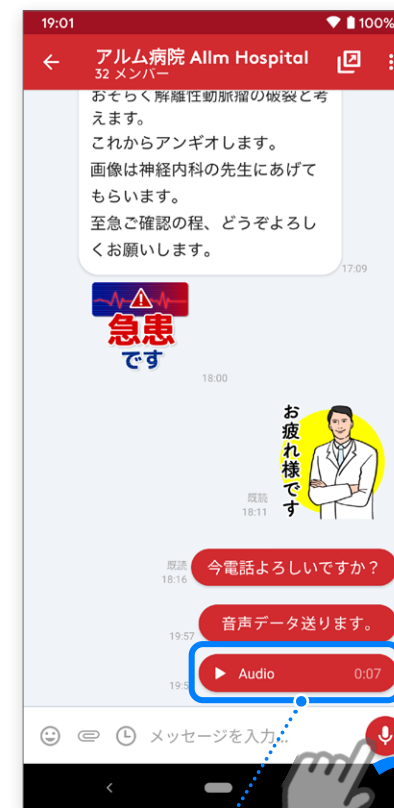 19:01
100%
アルム病院 Allm Hospital
32 メンバー
おそらく解離性動脈瘤の破裂と考
えます。
これからアンギオします。
画像は神経内科の先生にあげて
もらいます。
至急ご確認の程、どうぞよろし
くお願いします。
17:09
急患
です
18:00
お疲れ様です
既読
18:11
既読
18:16
今電話よろしいですか？
音声データ送ります。
19:57
Audio
0:07
メッセージを入力...